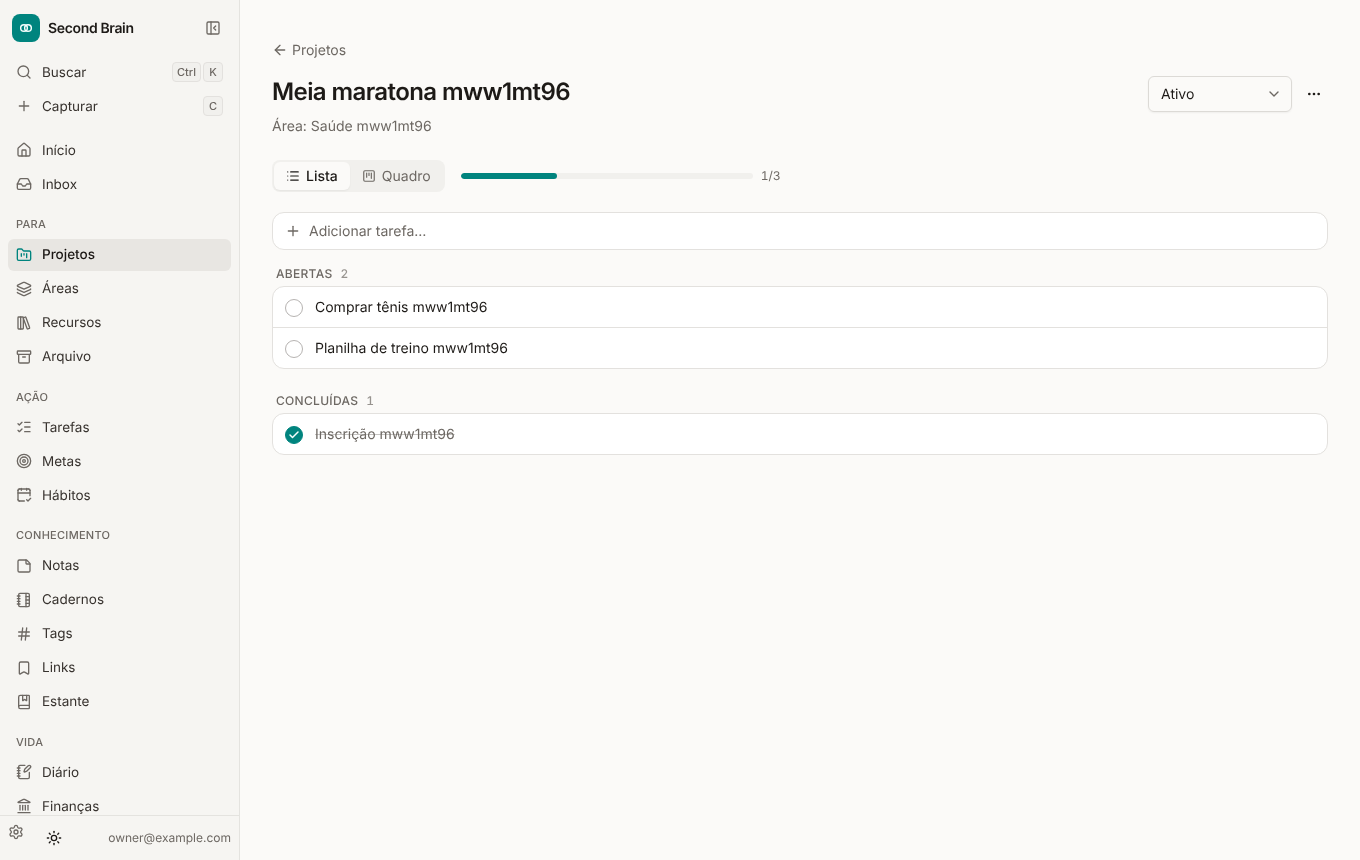 Second Brain
Buscar Ctrl K
Capturar C
Início
Inbox
PARA
Projetos
Áreas
Recursos
Arquivo
AÇÃO
Tarefas
Metas
Hábitos
CONHECIMENTO
Notas
Cadernos
Tags
Links
Estante
VIDA
Diário
Finanças
owner@example.com
Projetos
Meia maratona mww1mt96
Ativo
Área: Saúde mww1mt96
Lista Quadro 1/3
Adicionar tarefa...
ABERTAS 2
Comprar tênis mww1mt96
Planilha de treino mww1mt96
CONCLUÍDAS 1
Inscrição mww1mt96